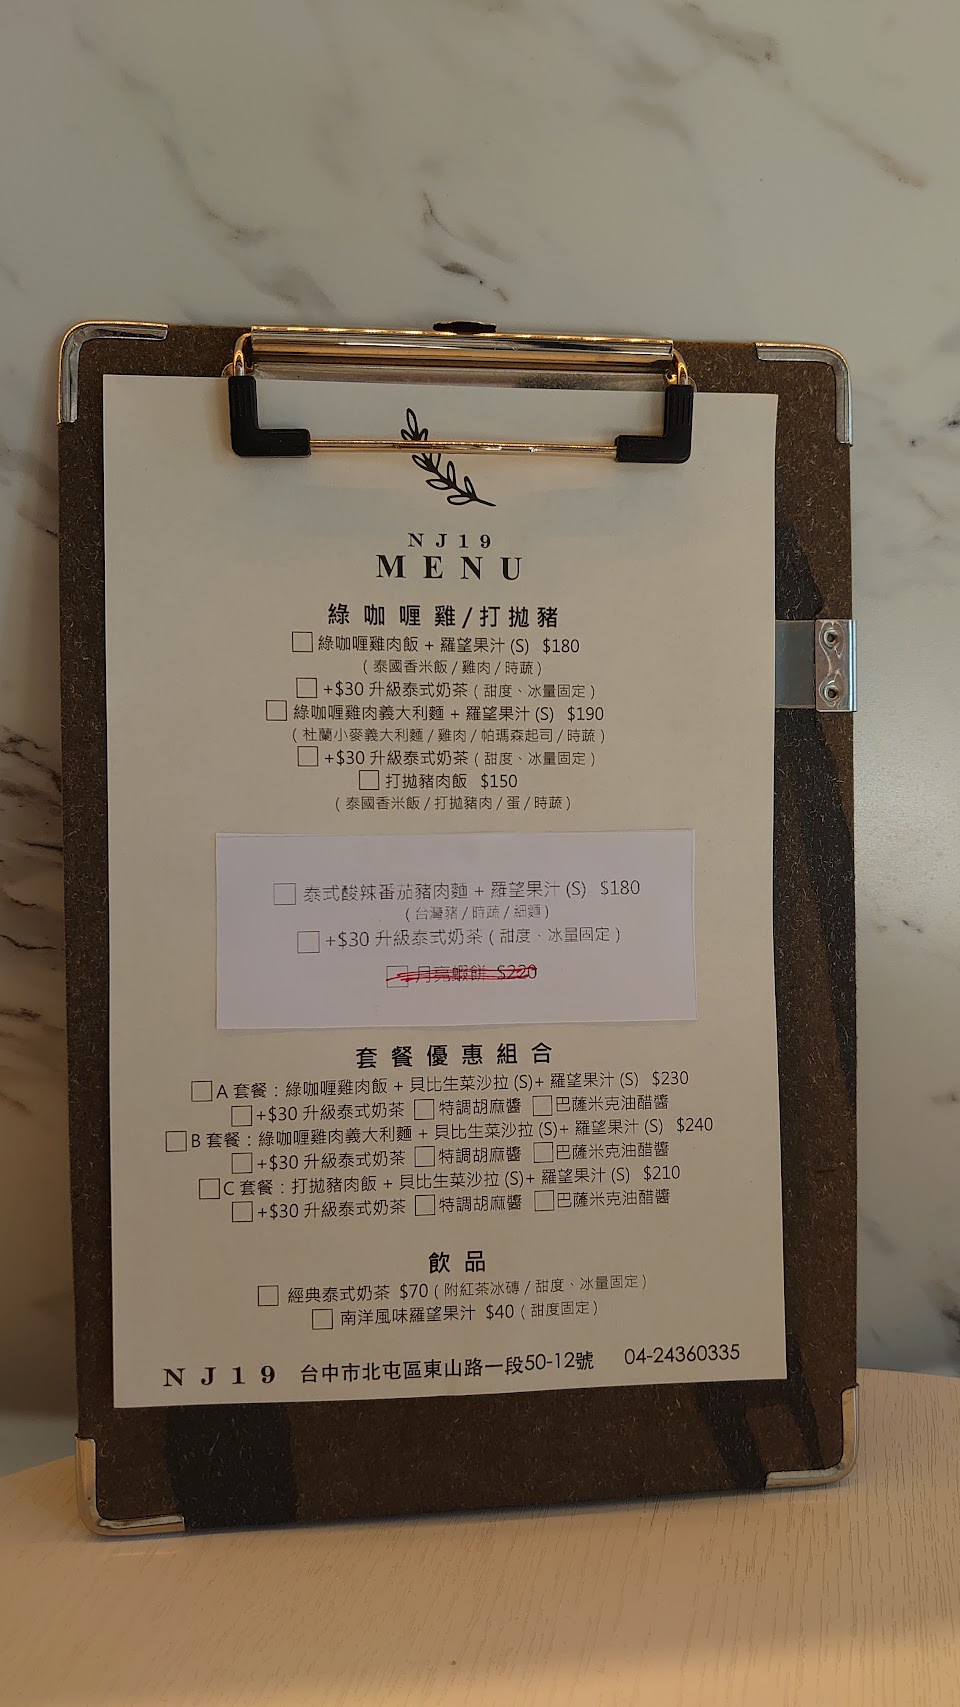 NJ19
MENU
綠咖喱雞/打拋豬
綠咖喱雞肉飯 + 羅望果汁 (S) $180
( 泰國香米飯 / 雞肉 / 時蔬 )
+$30 升級泰式奶茶 ( 甜度、冰量固定 )
綠咖喱雞肉義大利麵 + 羅望果汁 (S) $190
( 杜蘭小麥義大利麵 / 雞肉 / 帕瑪森起司 / 時蔬 )
+$30 升級泰式奶茶 ( 甜度、冰量固定 )
打拋豬肉飯 $150
( 泰國香米飯 / 打拋豬肉 / 蛋 / 時蔬 )
泰式酸辣番茄豬肉麵 + 羅望果汁 (S) $180
( 台灣豬 / 時蔬 / 細麵 )
+$30 升級泰式奶茶 ( 甜度、冰量固定 )
月亮蝦餅 $220
套餐優惠組合
A 套餐 : 綠咖喱雞肉飯 + 貝比生菜沙拉 (S)+ 羅望果汁 (S) $230
+$30 升級泰式奶茶 特調胡麻醬 巴薩米克油醋醬
B 套餐 : 綠咖喱雞肉義大利麵 + 貝比生菜沙拉 (S)+ 羅望果汁 (S) $240
+$30 升級泰式奶茶 特調胡麻醬 巴薩米克油醋醬
C 套餐 : 打拋豬肉飯 + 貝比生菜沙拉 (S)+ 羅望果汁 (S) $210
+$30 升級泰式奶茶 特調胡麻醬 巴薩米克油醋醬
飲品
經典泰式奶茶 $70 ( 附紅茶冰磚 / 甜度、冰量固定 )
南洋風味羅望果汁 $40 ( 甜度固定 )
NJ19 台中市北屯區東山路一段50-12號 04-24360335